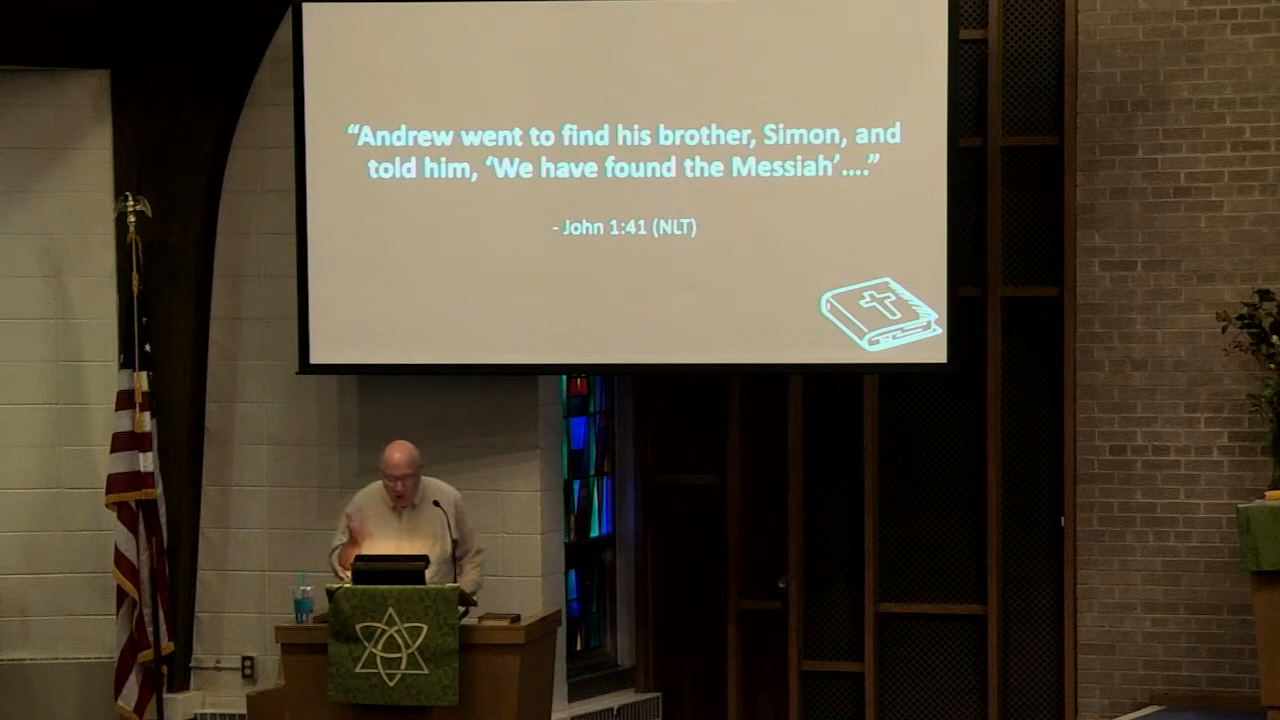 “Andrew went to find his brother, Simon, and
told him, ‘We have found the Messiah’....”
- John 1:41 (NLT)